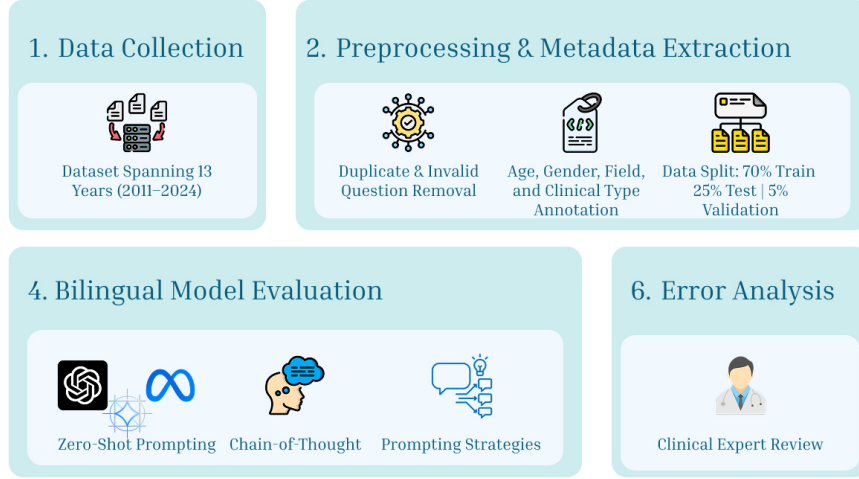 1. Data Collection
Dataset Spanning 13
Years (2011–2024)
2. Preprocessing & Metadata Extraction
Duplicate & Invalid
Question Removal
</>
Age, Gender, Field,
and Clinical Type
Annotation
Data Split: 70% Train
25% Test | 5%
Validation
4. Bilingual Model Evaluation
Zero-Shot Prompting
Chain-of-Thought
Prompting Strategies
6. Error Analysis
Clinical Expert Review